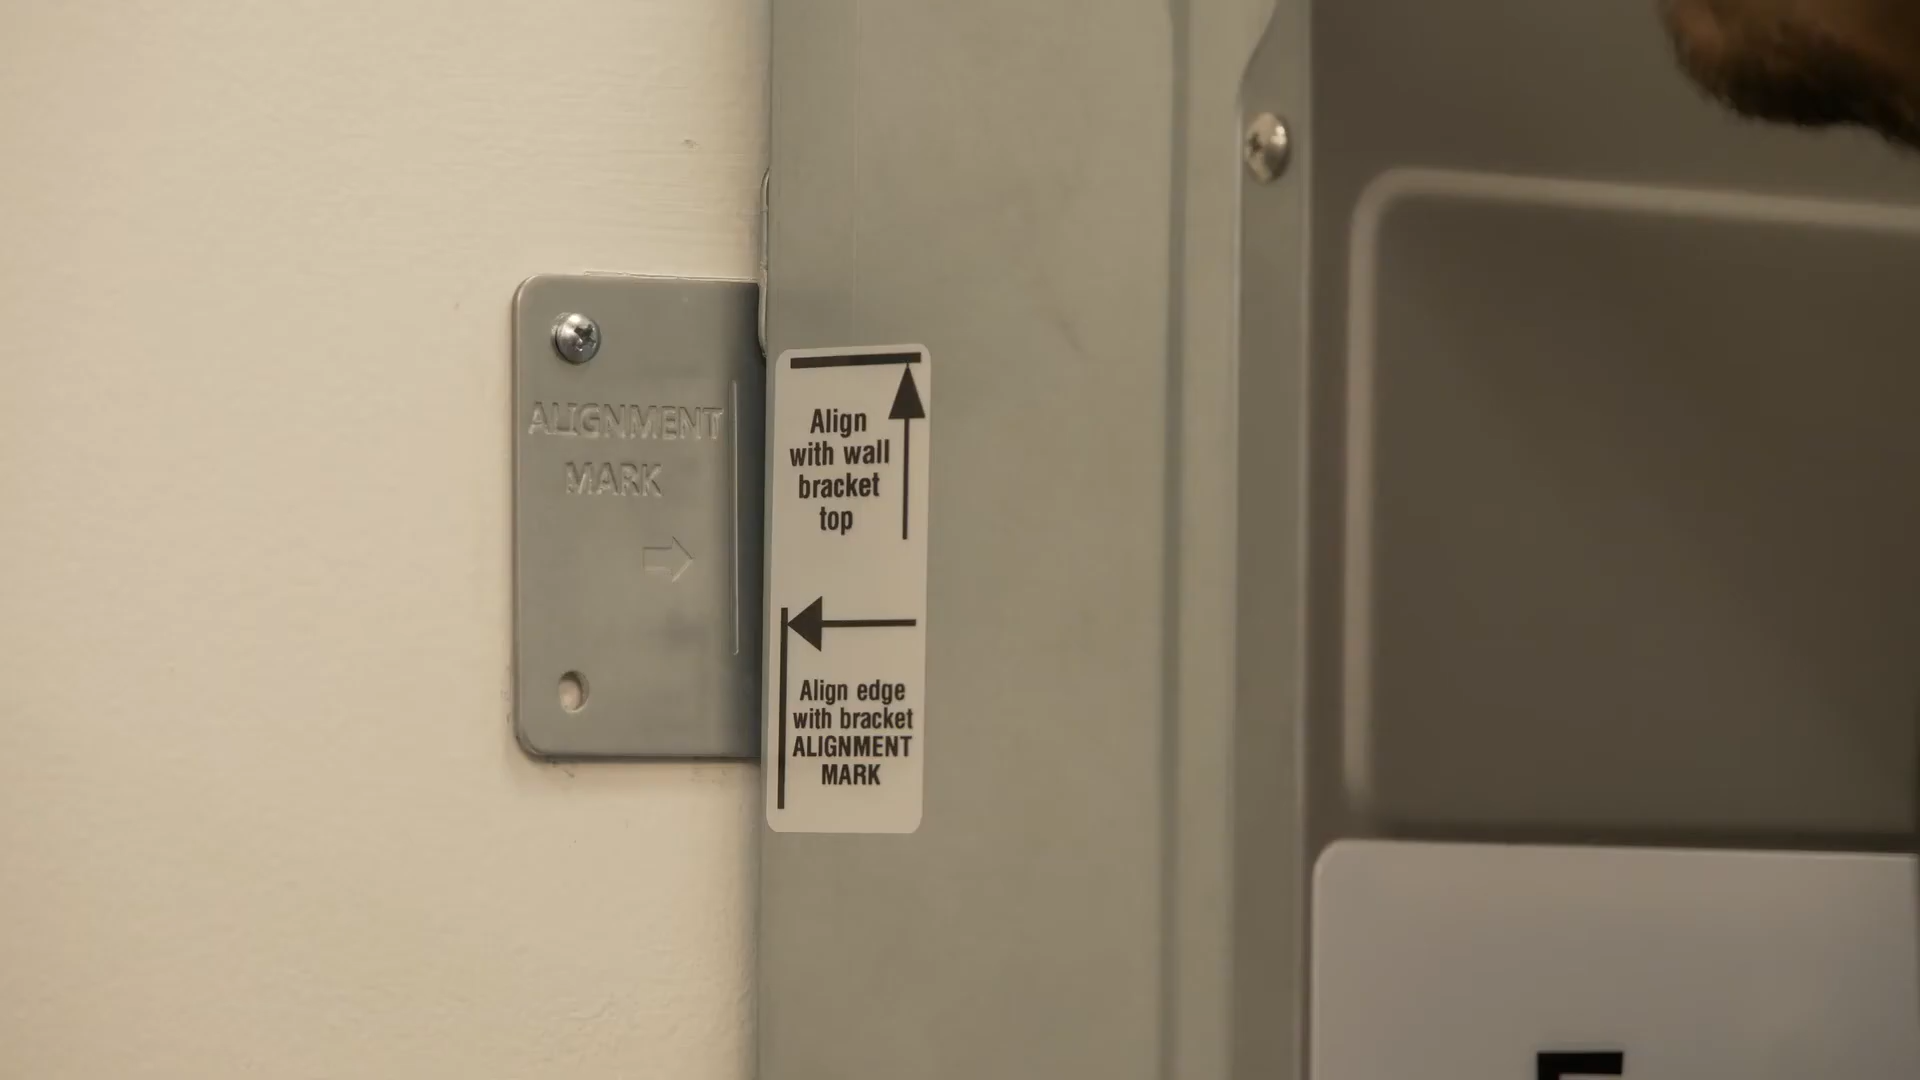 ALIGNMENT
MARK
Align
with wall
bracket
top
Align edge
with bracket
ALIGNMENT
MARK